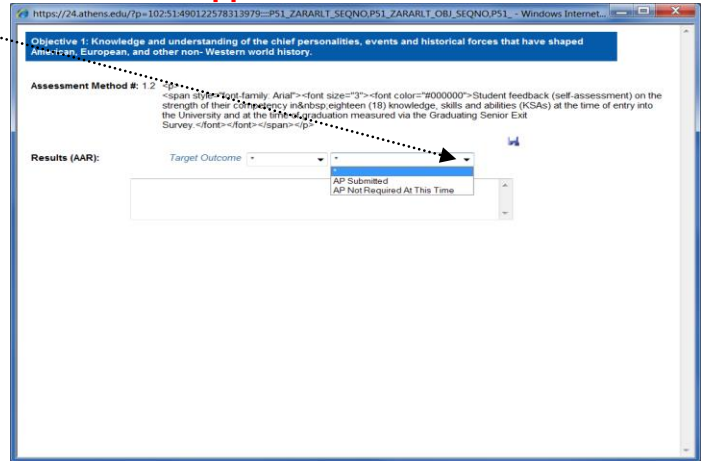 https://24.athens.edu/?p=102:51:490122578313979::::P51_ZARARLT_SEQNO,P51_ZARARLT_OBJ_SEQNO,P51_ - Windows Internet...
Objective 1: Knowledge and understanding of the chief personalities, events and historical forces that have shaped
American, European, and other non- Western world history.
Assessment Method #: 1.2 <p>
<span style="font-family: Arial"><font size="3"><font color="#000000">Student feedback (self-assessment) on the
strength of their competency in&nbsp;eighteen (18) knowledge, skills and abilities (KSAs) at the time of entry into
the University and at the time of graduation measured via the Graduating Senior Exit
Survey.</font></font></span></p>
Results (AAR): Target Outcome * *
*
AP Submitted
AP Not Required At This Time